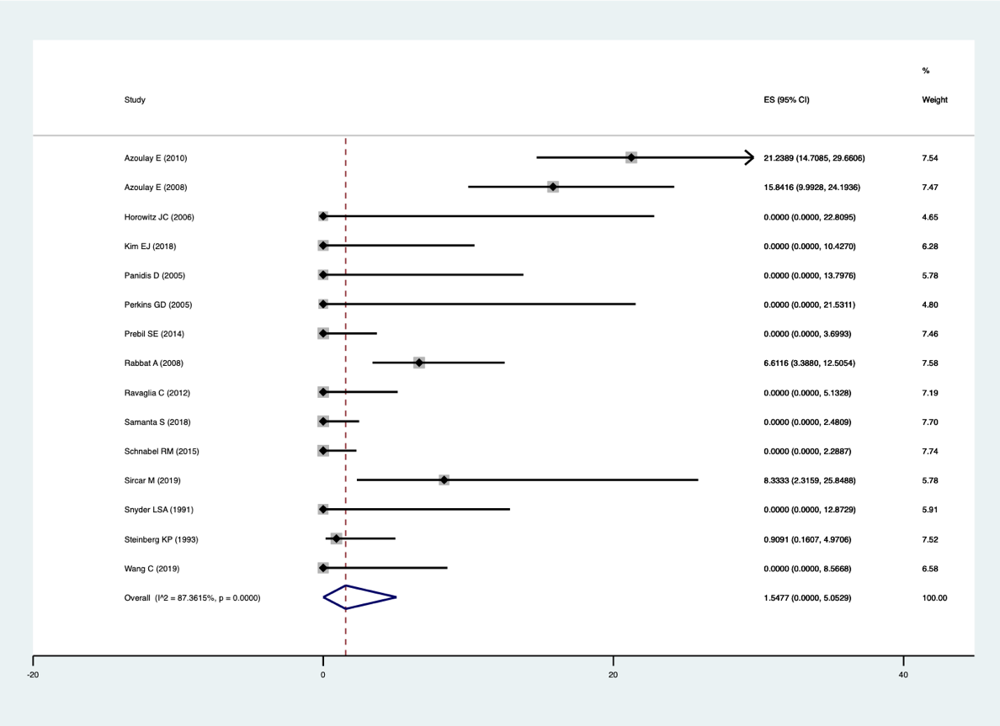 %
Study ES (95% CI) Weight
Azoulay E (2010) 21.2389 (14.7085, 29.6606) 7.54
Azoulay E (2008) 15.8416 (9.9928, 24.1936) 7.47
Horowitz JC (2006) 0.0000 (0.0000, 22.8095) 4.65
Kim EJ (2018) 0.0000 (0.0000, 10.4270) 6.28
Panidis D (2005) 0.0000 (0.0000, 13.7976) 5.78
Perkins GD (2005) 0.0000 (0.0000, 21.5311) 4.80
Prebil SE (2014) 0.0000 (0.0000, 3.6993) 7.46
Rabbat A (2008) 6.6116 (3.3880, 12.5054) 7.58
Ravaglia C (2012) 0.0000 (0.0000, 5.1328) 7.19
Samanta S (2018) 0.0000 (0.0000, 2.4809) 7.70
Schnabel RM (2015) 0.0000 (0.0000, 2.2887) 7.74
Sircar M (2019) 8.3333 (2.3159, 25.8488) 5.78
Snyder LSA (1991) 0.0000 (0.0000, 12.8729) 5.91
Steinberg KP (1993) 0.9091 (0.1607, 4.9706) 7.52
Wang C (2019) 0.0000 (0.0000, 8.5668) 6.58
Overall (I^2 = 87.3615%, p = 0.0000) 1.5477 (0.0000, 5.0529) 100.00
-20 0 20 40